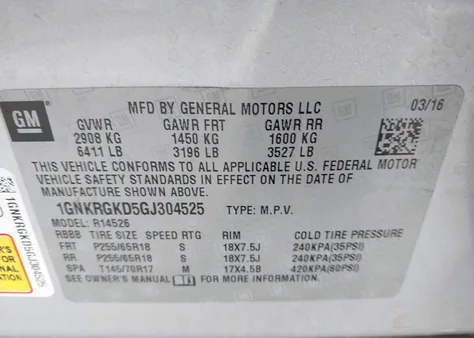 MFD BY GENERAL MOTORS LLC 03/16
GM
GVWR GAWR FRT GAWR RR
2908 KG 1450 KG 1600 KG
6411 LB 3196 LB 3527 LB
THIS VEHICLE CONFORMS TO ALL APPLICABLE U.S. FEDERAL MOTOR
VEHICLE SAFETY STANDARDS IN EFFECT ON THE DATE OF
MANUFACTURE SHOWN ABOVE.
1GNKRGKD5GJ304525 TYPE: M.P.V.
MODEL: R14526
RBBB TIRE SIZE SPEED RTG RIM COLD TIRE PRESSURE
FRT P255/65R18 S 18X7.5J 240KPA(35PSI)
RR P255/65R18 S 18X7.5J 240KPA(35PSI)
SPA T145/70R17 M 17X4.5B 420KPA(60PSI)
SEE OWNER'S MANUAL FOR MORE INFORMATION.
1GNKRGKD5GJ304525